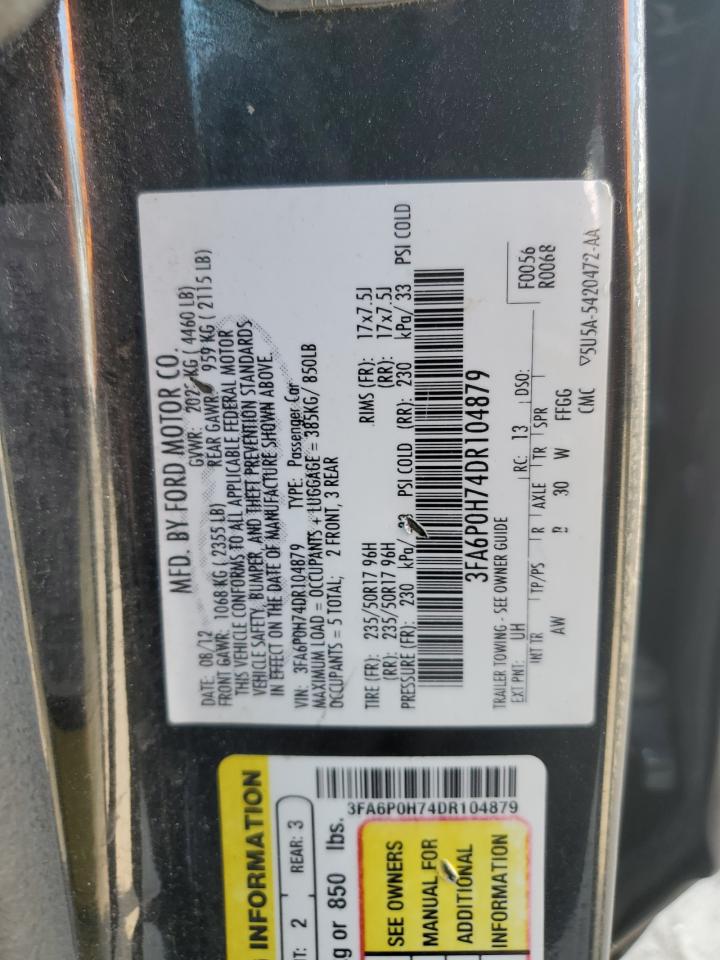 MFD. BY FORD MOTOR CO.
DATE: 08/12 GVWR: KG ( 4460 LB)
FRONT GAWR: 1068 KG ( 2355 LB) REAR GAWR: 959 KG ( 2115 LB)
THIS VEHICLE CONFORMS TO ALL APPLICABLE FEDERAL MOTOR
VEHICLE SAFETY, BUMPER, AND THEFT PREVENTION STANDARDS
IN EFFECT ON THE DATE OF MANUFACTURE SHOWN ABOVE.
VIN: 3FA6P0H74DR104879 TYPE: Passenger Car
MAXIMUM LOAD = OCCUPANTS + LUGGAGE = 385KG/ 850LB
OCCUPANTS = 5 TOTAL; 2 FRONT, 3 REAR
TIRE (FR): 235/50R17 96H RIMS (FR): 17x7.5J
(RR): 235/50R17 96H (RR): 17x7.5J
PRESSURE (FR): 230 kPa/ PSI COLD (RR): 230 kPa/ 33 PSI COLD
3FA6P0H74DR104879
TRAILER TOWING - SEE OWNER GUIDE
EXT PNT: UH RC: 13 DSO: F0056
R0068
INT TR TP/PS R AXLE TR SPR
AW 30 W FFGG
CMC ▽5U5A-5420472-AA
3FA6P0H74DR104879
INFORMATION
2 REAR: 3
or 850 lbs.
SEE OWNERS
MANUAL FOR
ADDITIONAL
INFORMATION